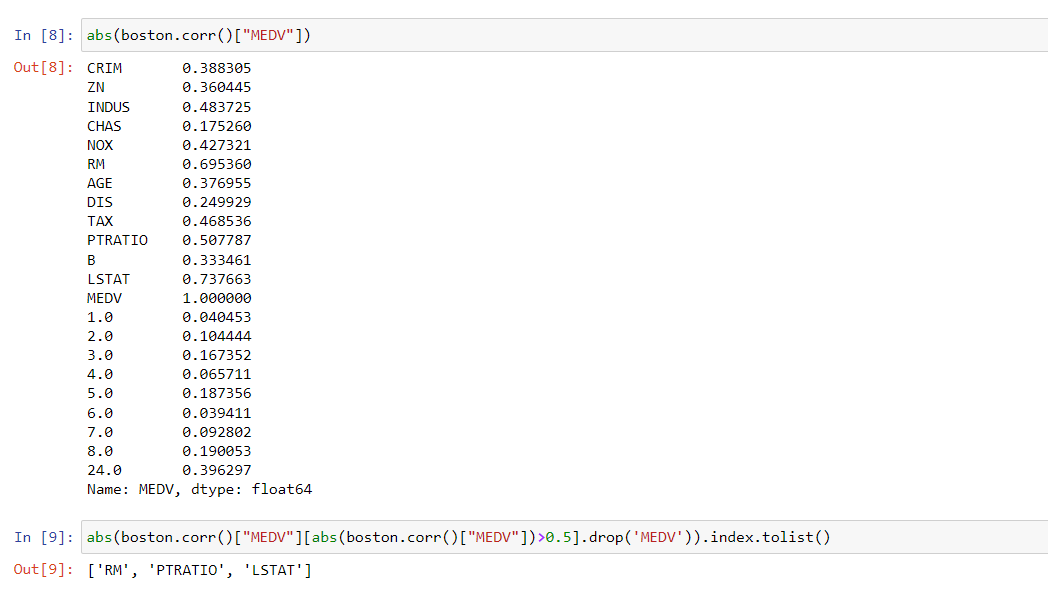 In [8]: abs(boston.corr()["MEDV"])
Out[8]: CRIM 0.388305
ZN 0.360445
INDUS 0.483725
CHAS 0.175260
NOX 0.427321
RM 0.695360
AGE 0.376955
DIS 0.249929
TAX 0.468536
PTRATIO 0.507787
B 0.333461
LSTAT 0.737663
MEDV 1.000000
1.0 0.040453
2.0 0.104444
3.0 0.167352
4.0 0.065711
5.0 0.187356
6.0 0.039411
7.0 0.092802
8.0 0.190053
24.0 0.396297
Name: MEDV, dtype: float64
In [9]: abs(boston.corr()["MEDV"][abs(boston.corr()["MEDV"])>0.5].drop('MEDV')).index.tolist()
Out[9]: ['RM', 'PTRATIO', 'LSTAT']